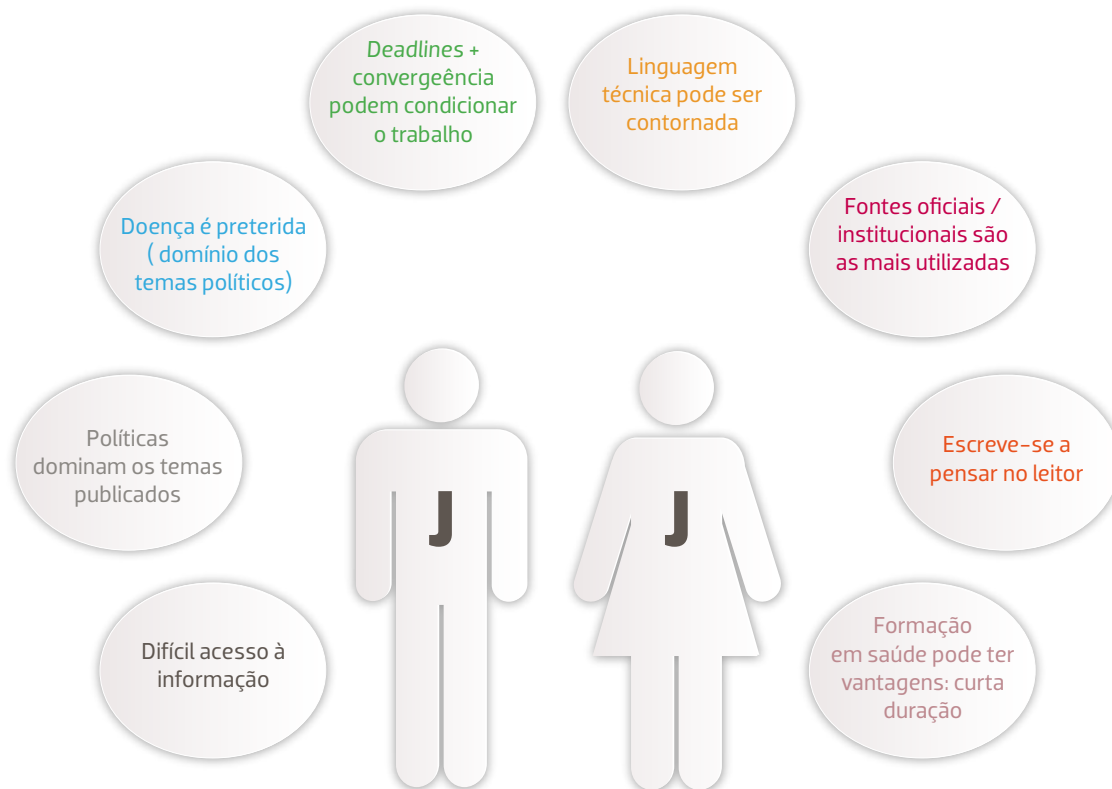 Deadlines +
convergeência
podem condicionar
o trabalho
Linguagem
técnica pode ser
contornada
Doença é preterida
( domínio dos
temas políticos)
Fontes oficiais /
institucionais são
as mais utilizadas
Políticas
dominam os temas
publicados
Escreve-se a
pensar no leitor
J
J
Difícil acesso à
informação
Formação
em saúde pode ter
vantagens: curta
duração